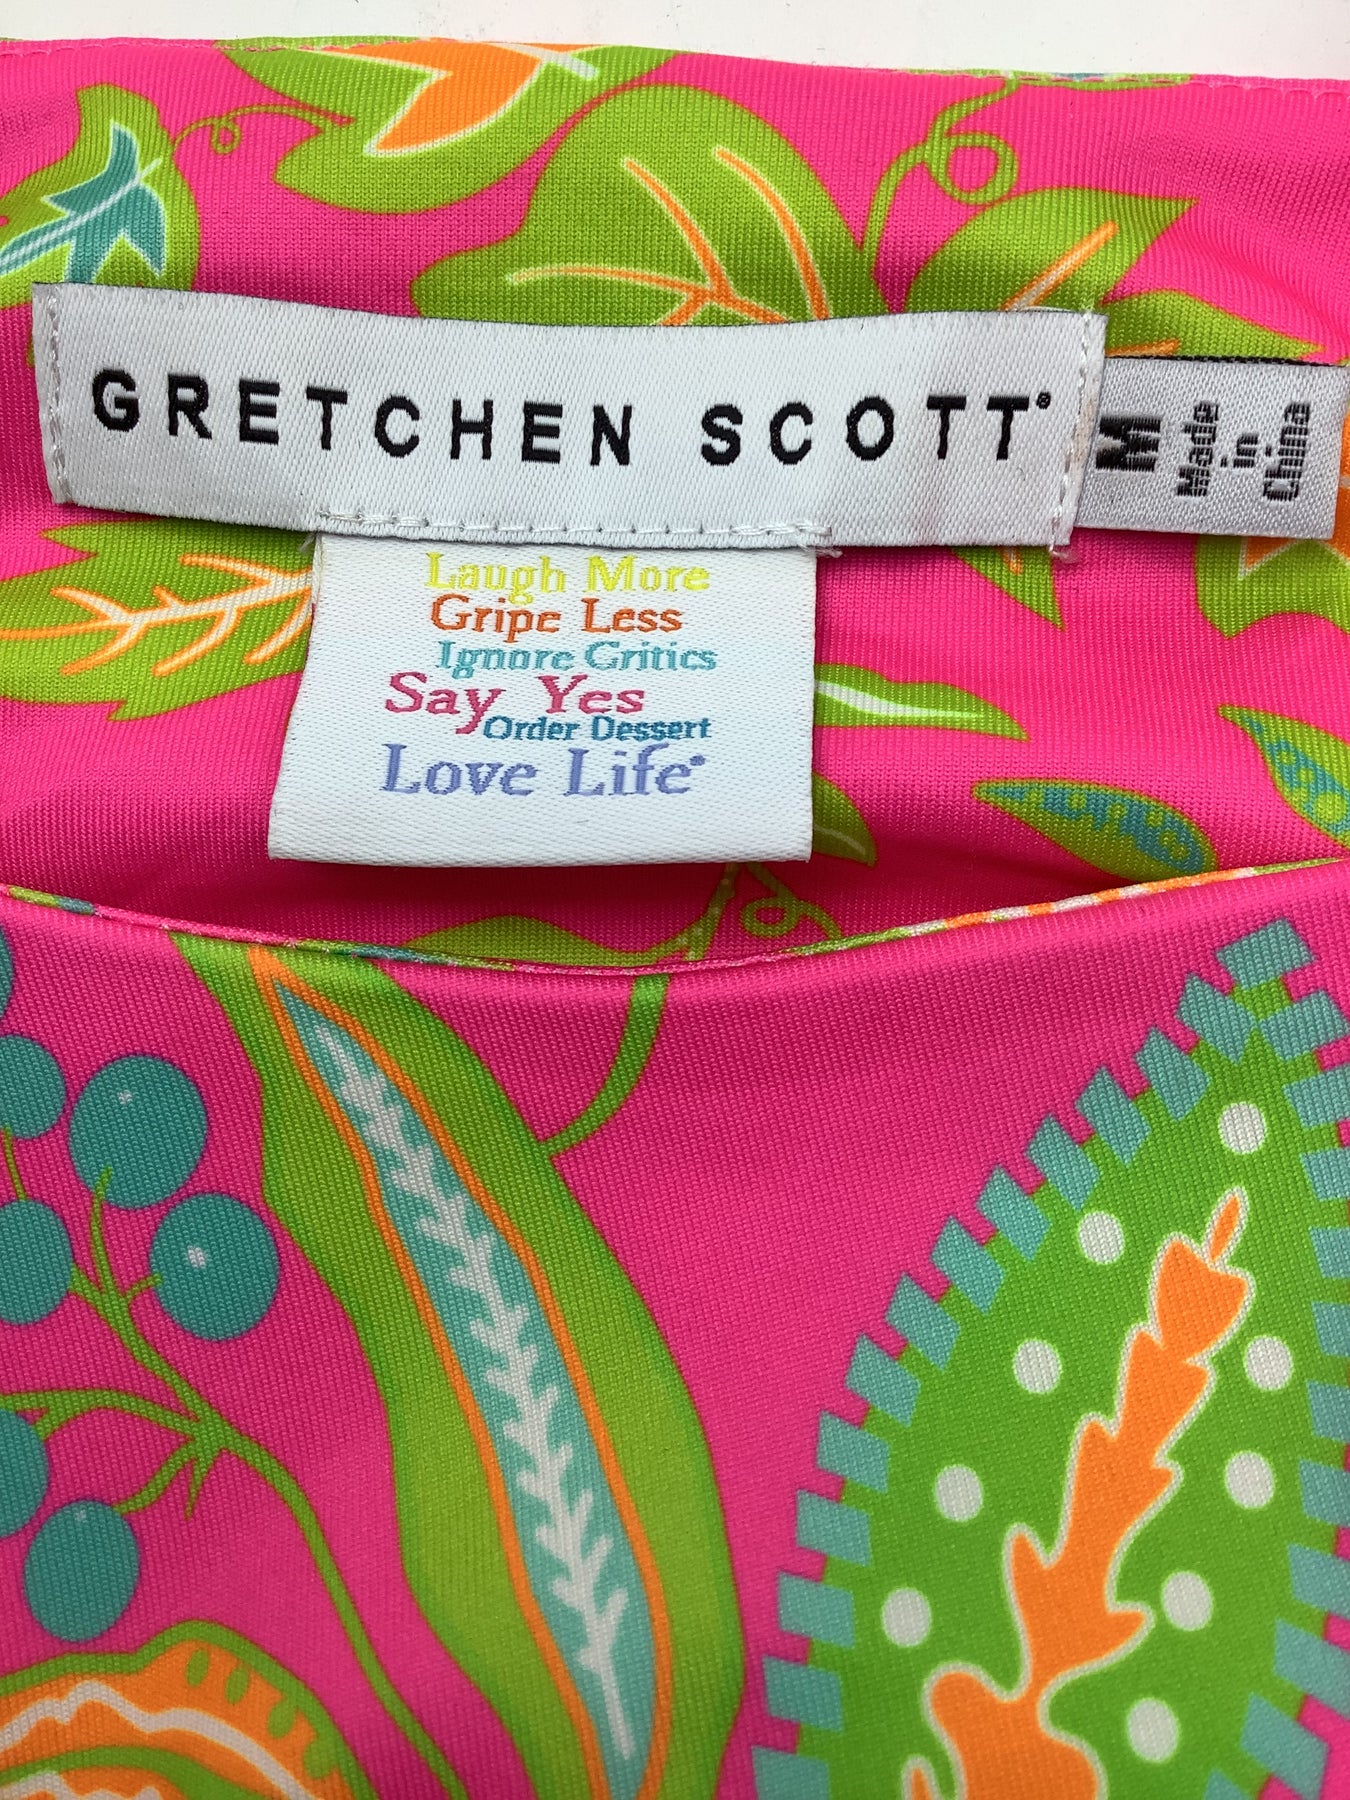 GRETCHEN SCOTT®
M
Made
in
China
Laugh More
Gripe Less
Ignore Critics
Say Yes
Order Dessert
Love Life®